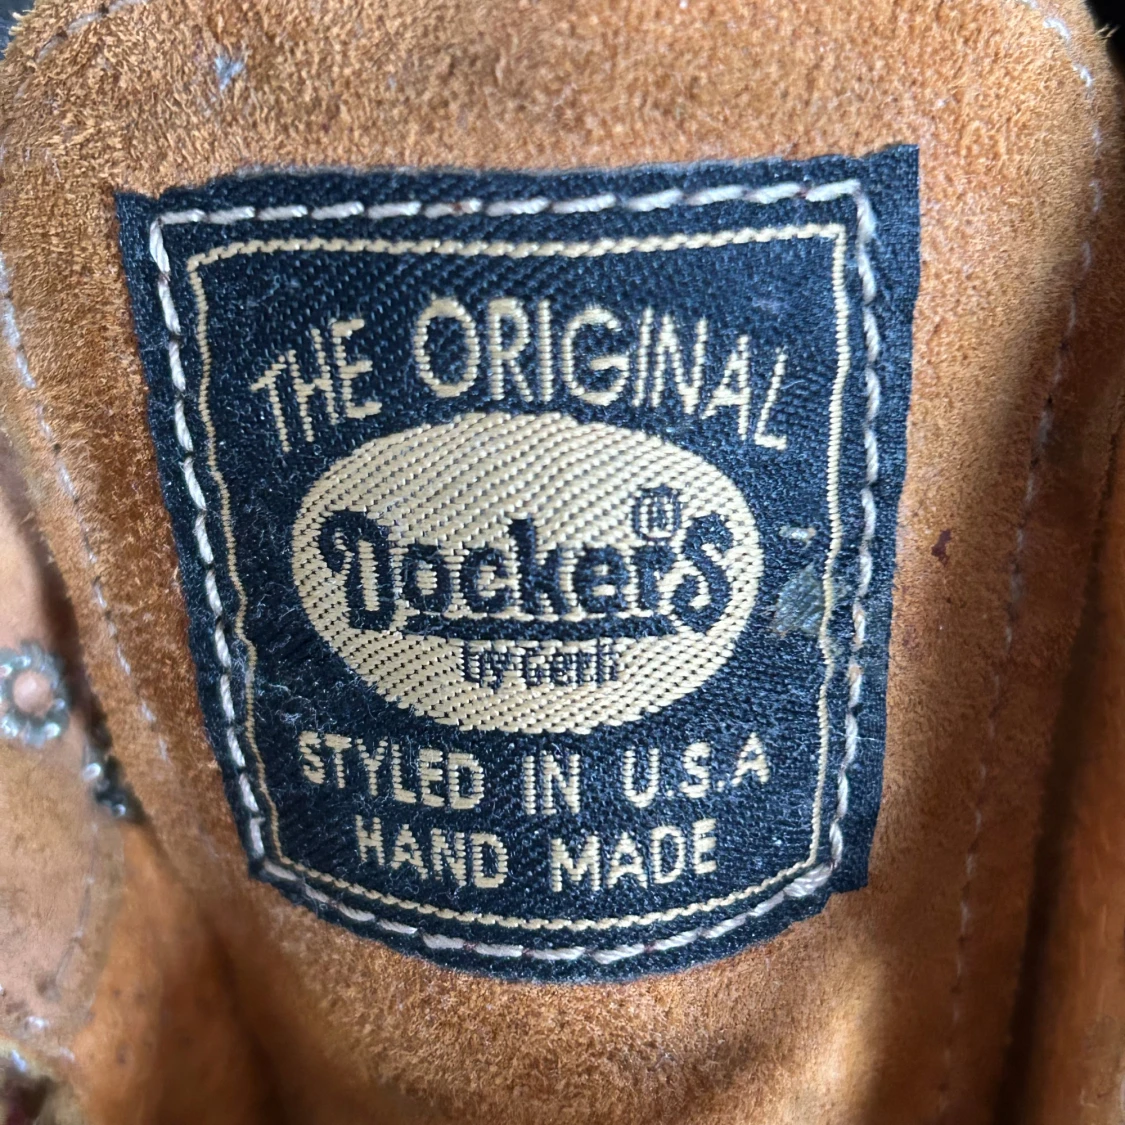 THE ORIGINAL
Dockers®
by Gerli
STYLED IN U.S.A
HAND MADE